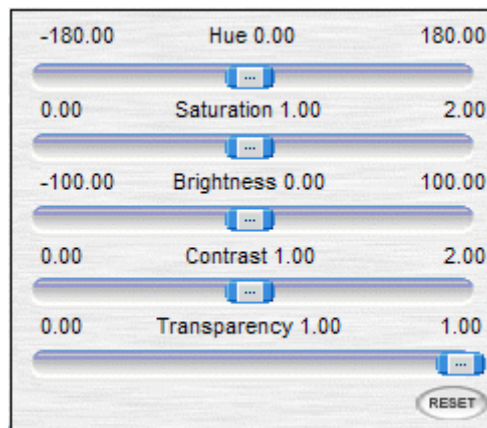 -180.00 Hue 0.00 180.00
0.00 Saturation 1.00 2.00
-100.00 Brightness 0.00 100.00
0.00 Contrast 1.00 2.00
0.00 Transparency 1.00 1.00
RESET